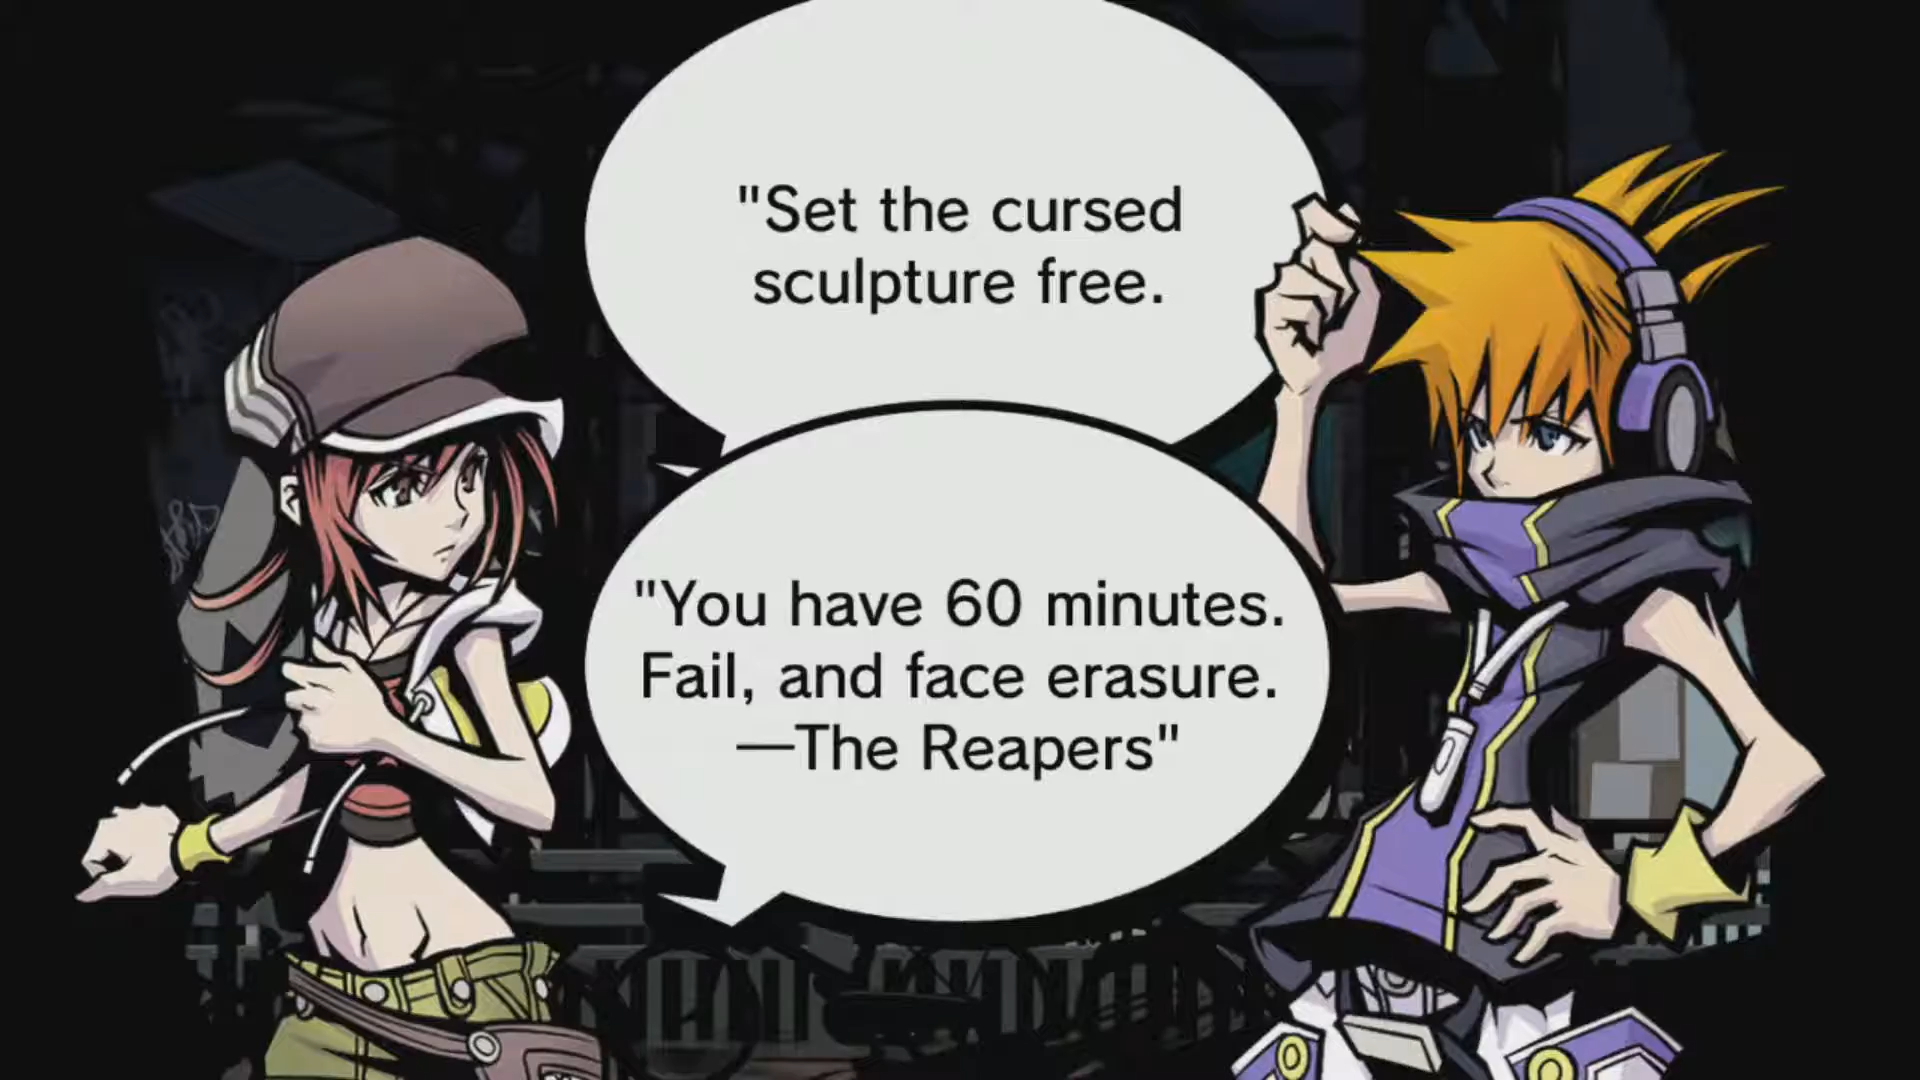 "Set the cursed
sculpture free.
"You have 60 minutes.
Fail, and face erasure.
—The Reapers"